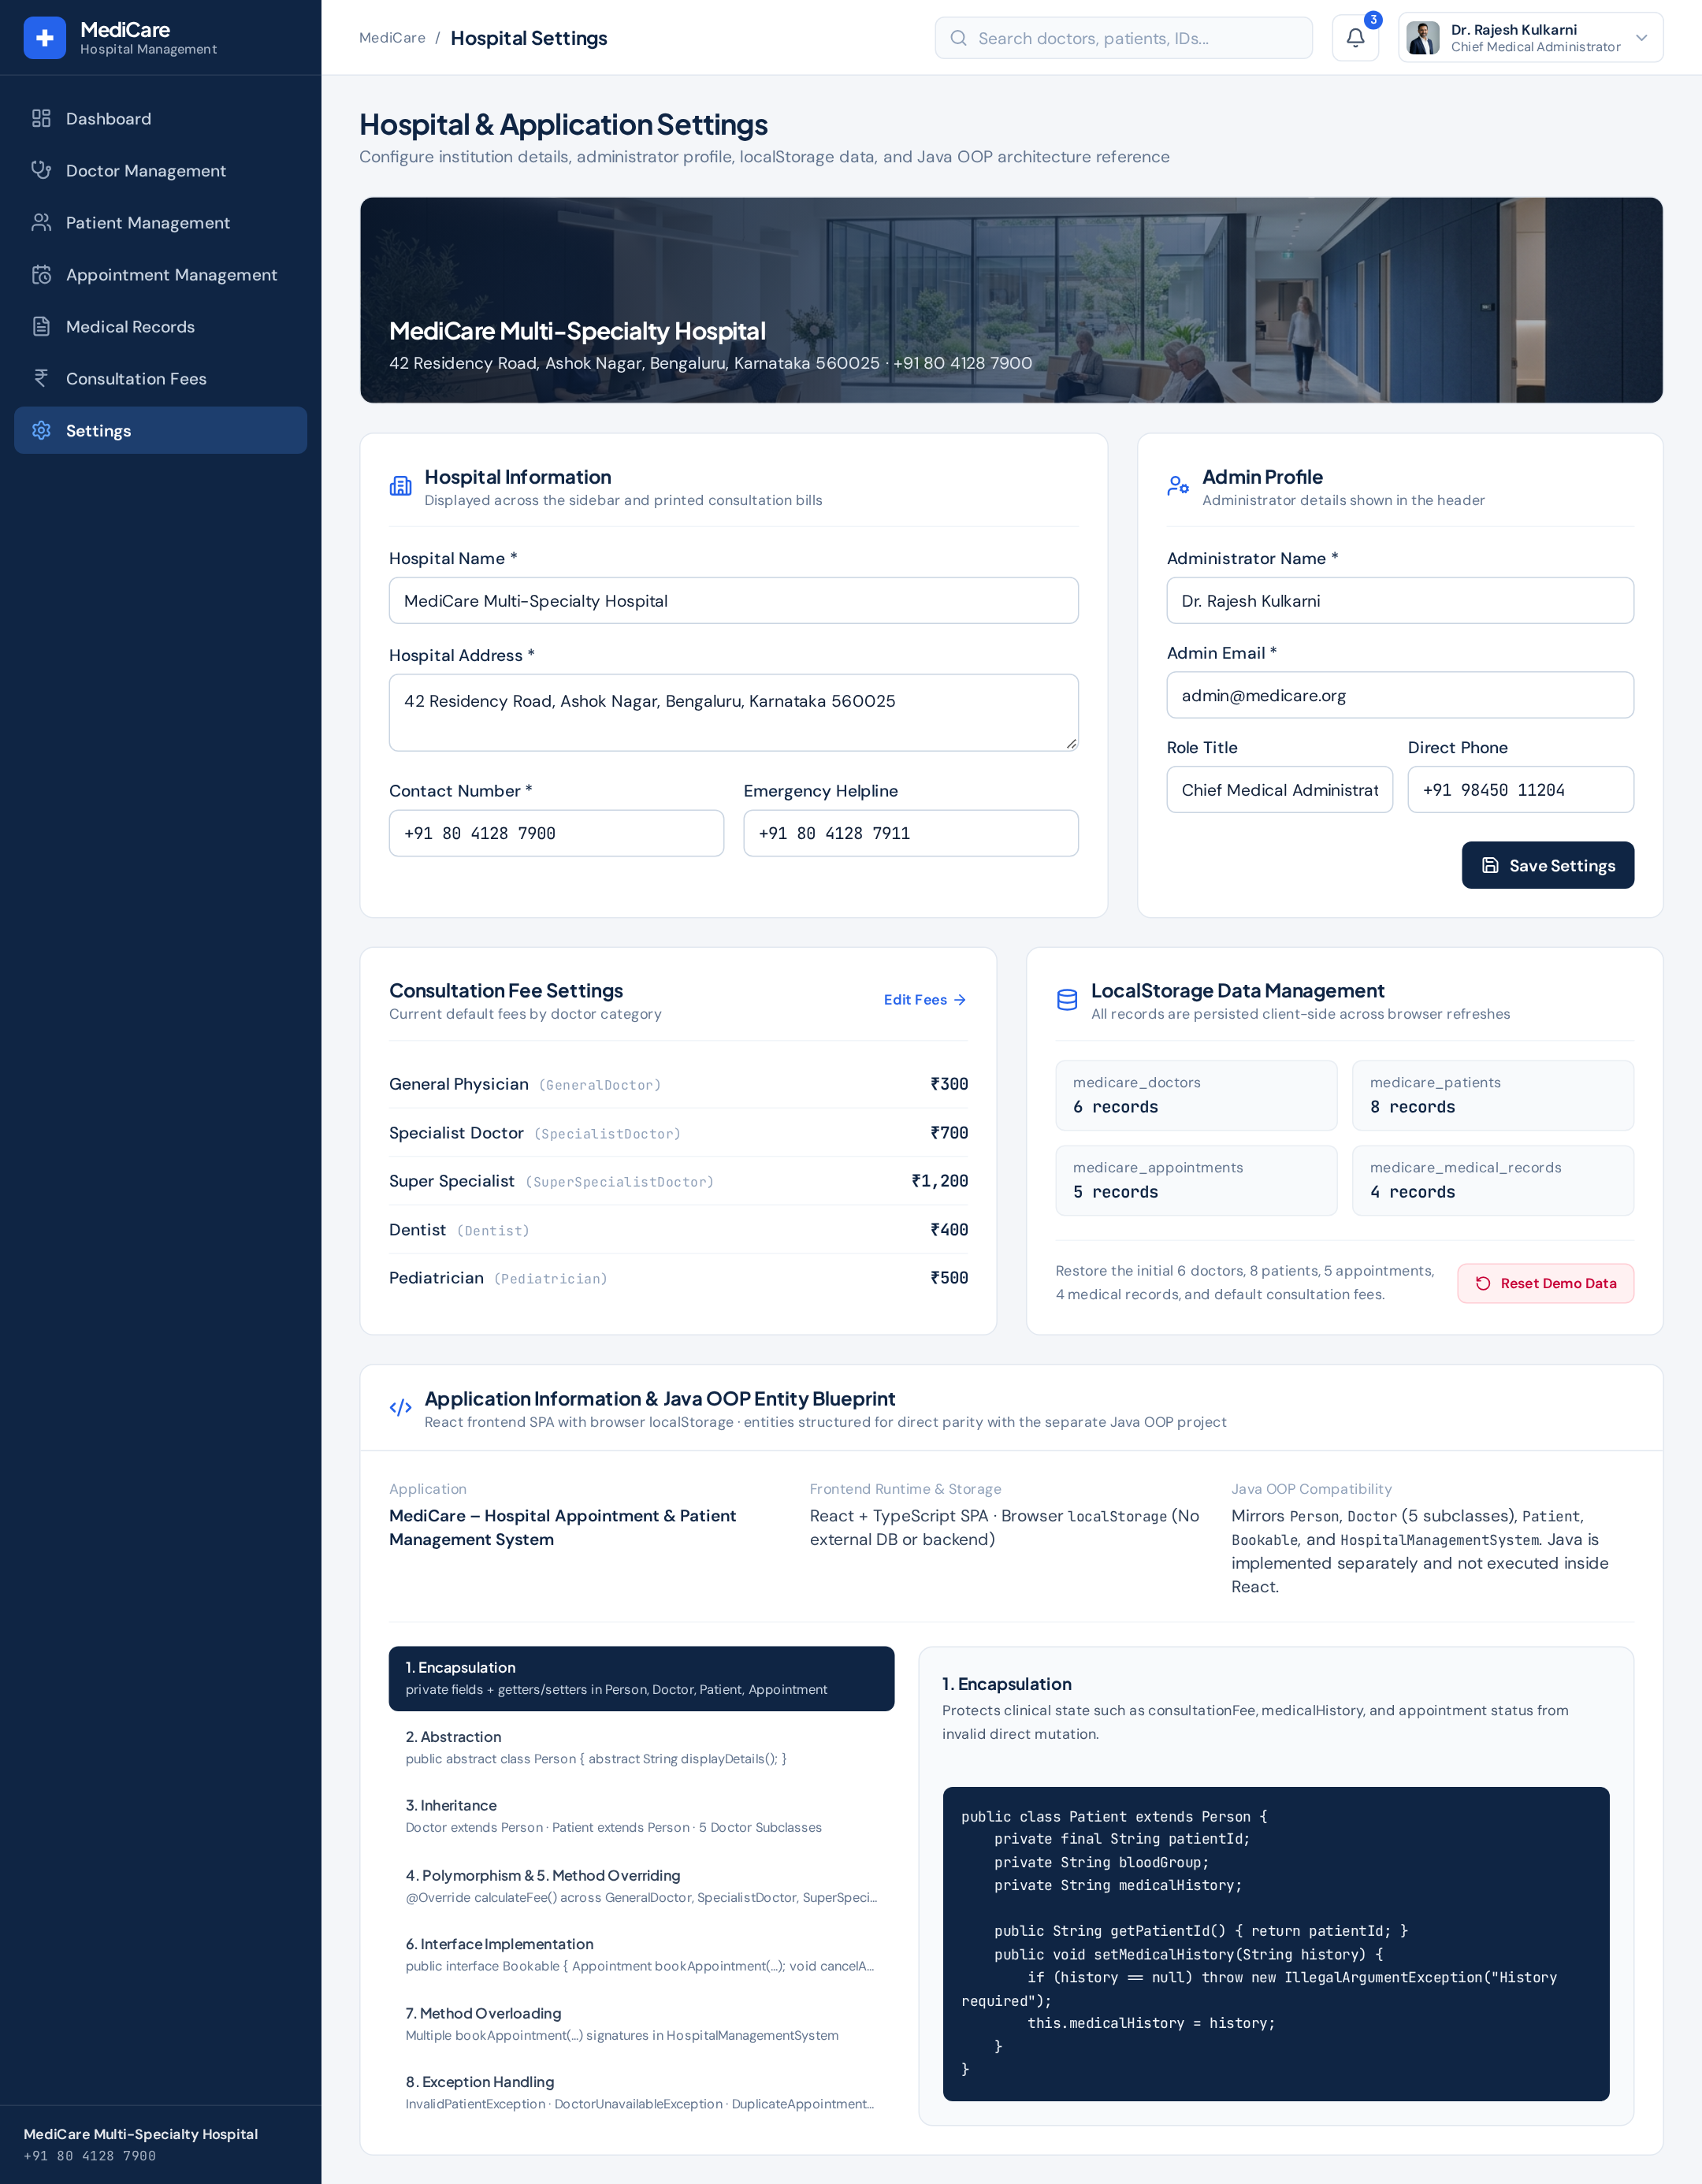 MediCare
Hospital Management
Dashboard
Doctor Management
Patient Management
Appointment Management
Medical Records
Consultation Fees
Settings
MediCare Multi-Specialty Hospital
+91 80 4128 7900
MediCare / Hospital Settings
Search doctors, patients, IDs...
3
Dr. Rajesh Kulkarni
Chief Medical Administrator
Hospital & Application Settings
Configure institution details, administrator profile, localStorage data, and Java OOP architecture reference
MediCare Multi-Specialty Hospital
42 Residency Road, Ashok Nagar, Bengaluru, Karnataka 560025 · +91 80 4128 7900
Hospital Information
Displayed across the sidebar and printed consultation bills
Hospital Name *
MediCare Multi-Specialty Hospital
Hospital Address *
42 Residency Road, Ashok Nagar, Bengaluru, Karnataka 560025
Contact Number *
+91 80 4128 7900
Emergency Helpline
+91 80 4128 7911
Admin Profile
Administrator details shown in the header
Administrator Name *
Dr. Rajesh Kulkarni
Admin Email *
admin@medicare.org
Role Title
Chief Medical Administrat
Direct Phone
+91 98450 11204
Save Settings
Consultation Fee Settings
Current default fees by doctor category
Edit Fees →
General Physician (GeneralDoctor) ₹300
Specialist Doctor (SpecialistDoctor) ₹700
Super Specialist (SuperSpecialistDoctor) ₹1,200
Dentist (Dentist) ₹400
Pediatrician (Pediatrician) ₹500
LocalStorage Data Management
All records are persisted client-side across browser refreshes
medicare_doctors
6 records
medicare_patients
8 records
medicare_appointments
5 records
medicare_medical_records
4 records
Restore the initial 6 doctors, 8 patients, 5 appointments,
4 medical records, and default consultation fees.
Reset Demo Data
Application Information & Java OOP Entity Blueprint
React frontend SPA with browser localStorage · entities structured for direct parity with the separate Java OOP project
Application
MediCare – Hospital Appointment & Patient
Management System
Frontend Runtime & Storage
React + TypeScript SPA · Browser localStorage (No
external DB or backend)
Java OOP Compatibility
Mirrors Person, Doctor (5 subclasses), Patient,
Bookable, and HospitalManagementSystem. Java is
implemented separately and not executed inside
React.
1. Encapsulation
private fields + getters/setters in Person, Doctor, Patient, Appointment
2. Abstraction
public abstract class Person { abstract String displayDetails(); }
3. Inheritance
Doctor extends Person · Patient extends Person · 5 Doctor Subclasses
4. Polymorphism & 5. Method Overriding
@Override calculateFee() across GeneralDoctor, SpecialistDoctor, SuperSpeci…
6. Interface Implementation
public interface Bookable { Appointment bookAppointment(…); void cancelA…
7. Method Overloading
Multiple bookAppointment(…) signatures in HospitalManagementSystem
8. Exception Handling
InvalidPatientException · DoctorUnavailableException · DuplicateAppointment…
1. Encapsulation
Protects clinical state such as consultationFee, medicalHistory, and appointment status from
invalid direct mutation.
public class Patient extends Person {
    private final String patientId;
    private String bloodGroup;
    private String medicalHistory;
    public String getPatientId() { return patientId; }
    public void setMedicalHistory(String history) {
        if (history == null) throw new IllegalArgumentException("History
required");
        this.medicalHistory = history;
    }
}